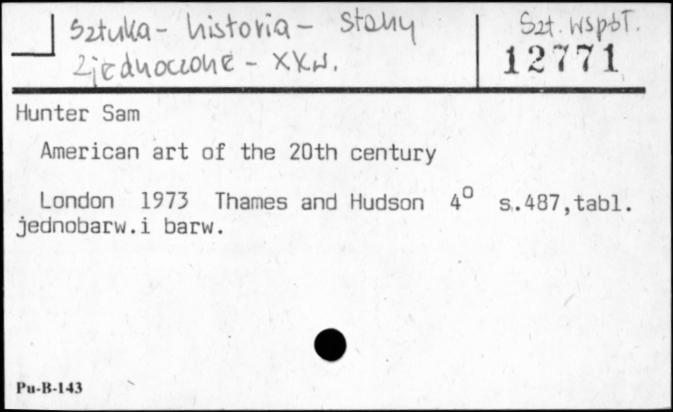 Sztuka - historia - Stany
Zjednoczone - XX w.
Szt. współ.
12771
Hunter Sam
American art of the 20th century
London 1973 Thames and Hudson 4° s.487,tabl.
jednobarw.i barw.
Pu-B-143